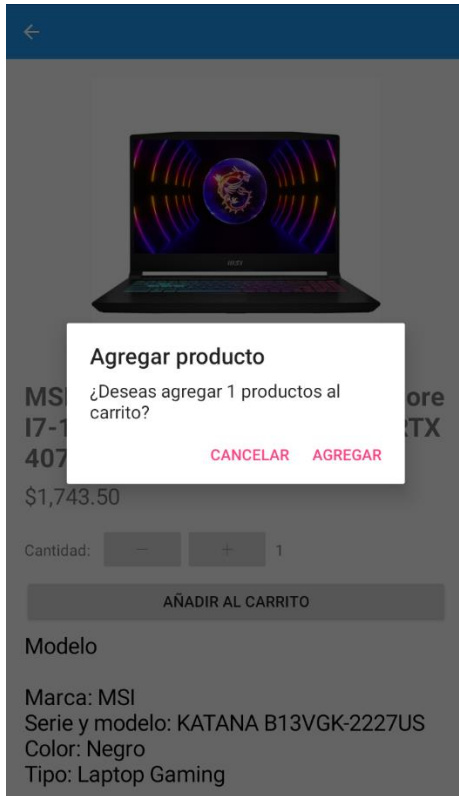 Agregar producto
¿Deseas agregar 1 productos al
carrito?
CANCELAR AGREGAR
MSI
ore
I7-1
RTX
407
$1,743.50
Cantidad: − + 1
AÑADIR AL CARRITO
Modelo
Marca: MSI
Serie y modelo: KATANA B13VGK-2227US
Color: Negro
Tipo: Laptop Gaming